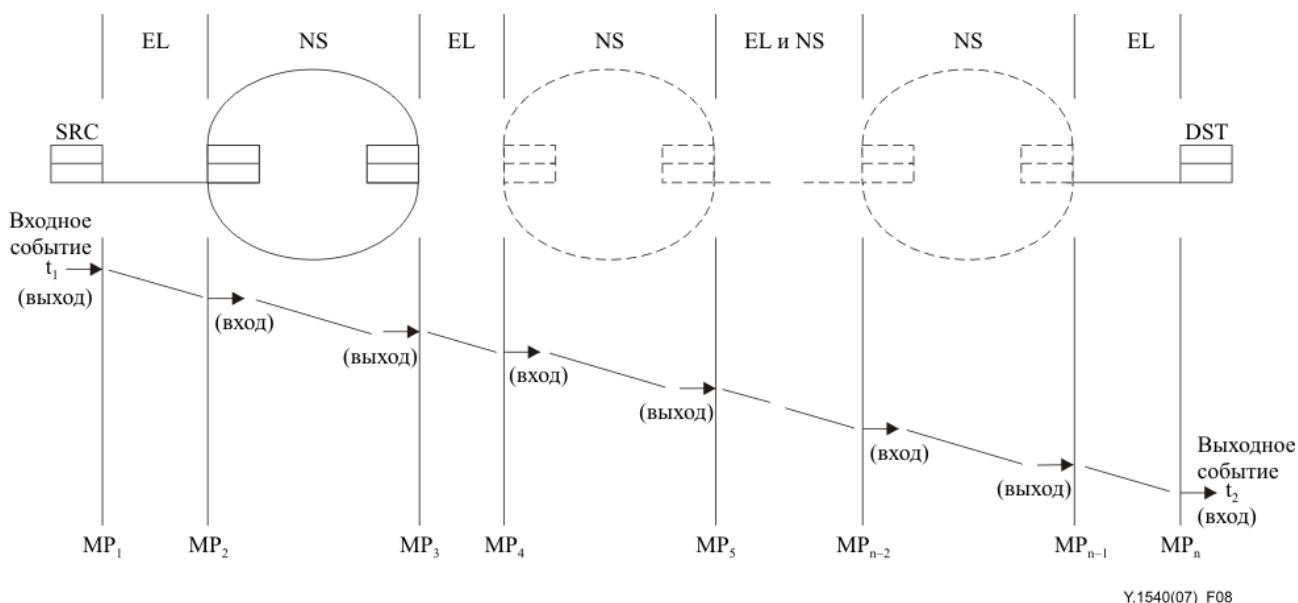 EL NS EL NS EL и NS NS EL
SRC DST
Входное
событие
t₁
(выход)
(вход)
(выход)
(вход)
(выход)
(вход)
(выход)
Выходное
событие
t₂
(вход)
MP₁ MP₂ MP₃ MP₄ MP₅ MPₙ₋₂ MPₙ₋₁ MPₙ
Y.1540(07)_F08